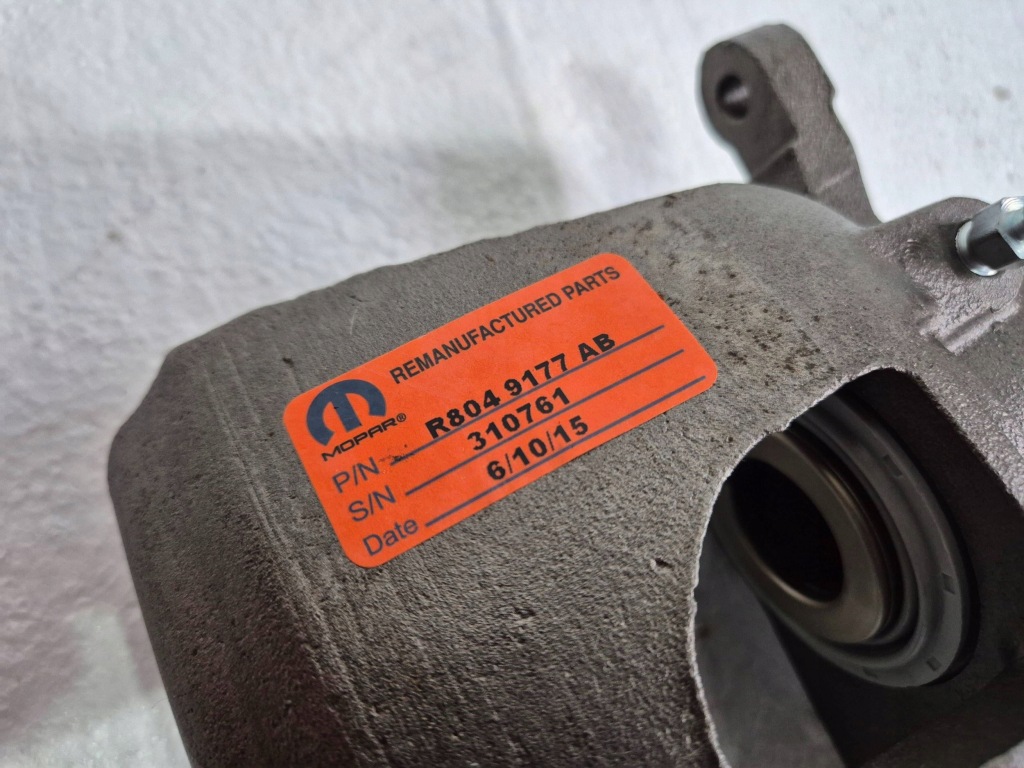 REMANUFACTURED PARTS
MOPAR®
P/N R804 9177 AB
S/N 310761
Date 6/10/15